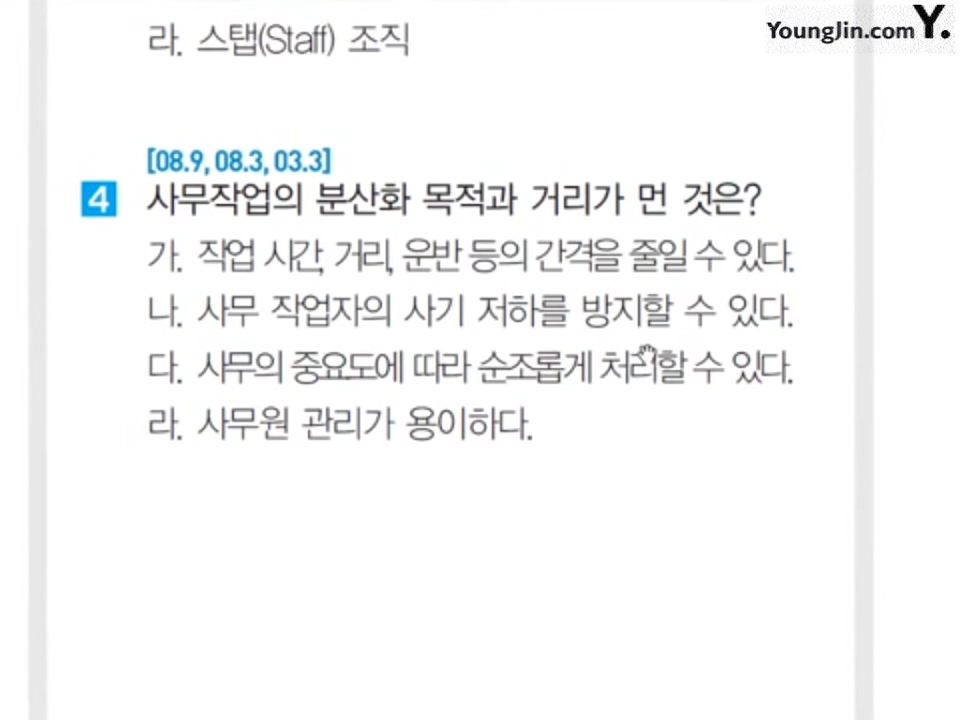 YoungJin.com Y.
라. 스탭(Staff) 조직
[08.9, 08.3, 03.3]
4 사무작업의 분산화 목적과 거리가 먼 것은?
가. 작업 시간, 거리, 운반 등의 간격을 줄일 수 있다.
나. 사무 작업자의 사기 저하를 방지할 수 있다.
다. 사무의 중요도에 따라 순조롭게 처리할 수 있다.
라. 사무원 관리가 용이하다.